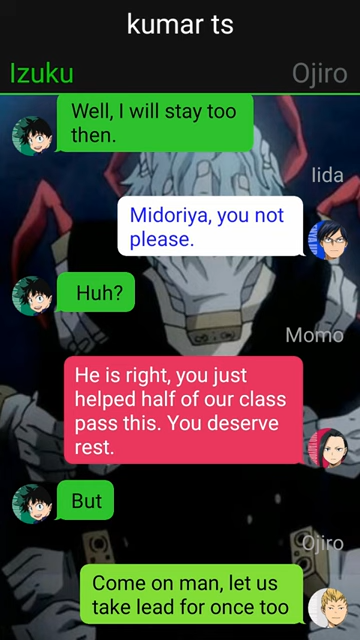 kumar ts
Izuku
Ojiro
Well, I will stay too
then.
Iida
Midoriya, you not
please.
Huh?
Momo
He is right, you just
helped half of our class
pass this. You deserve
rest.
But
Ojiro
Come on man, let us
take lead for once too